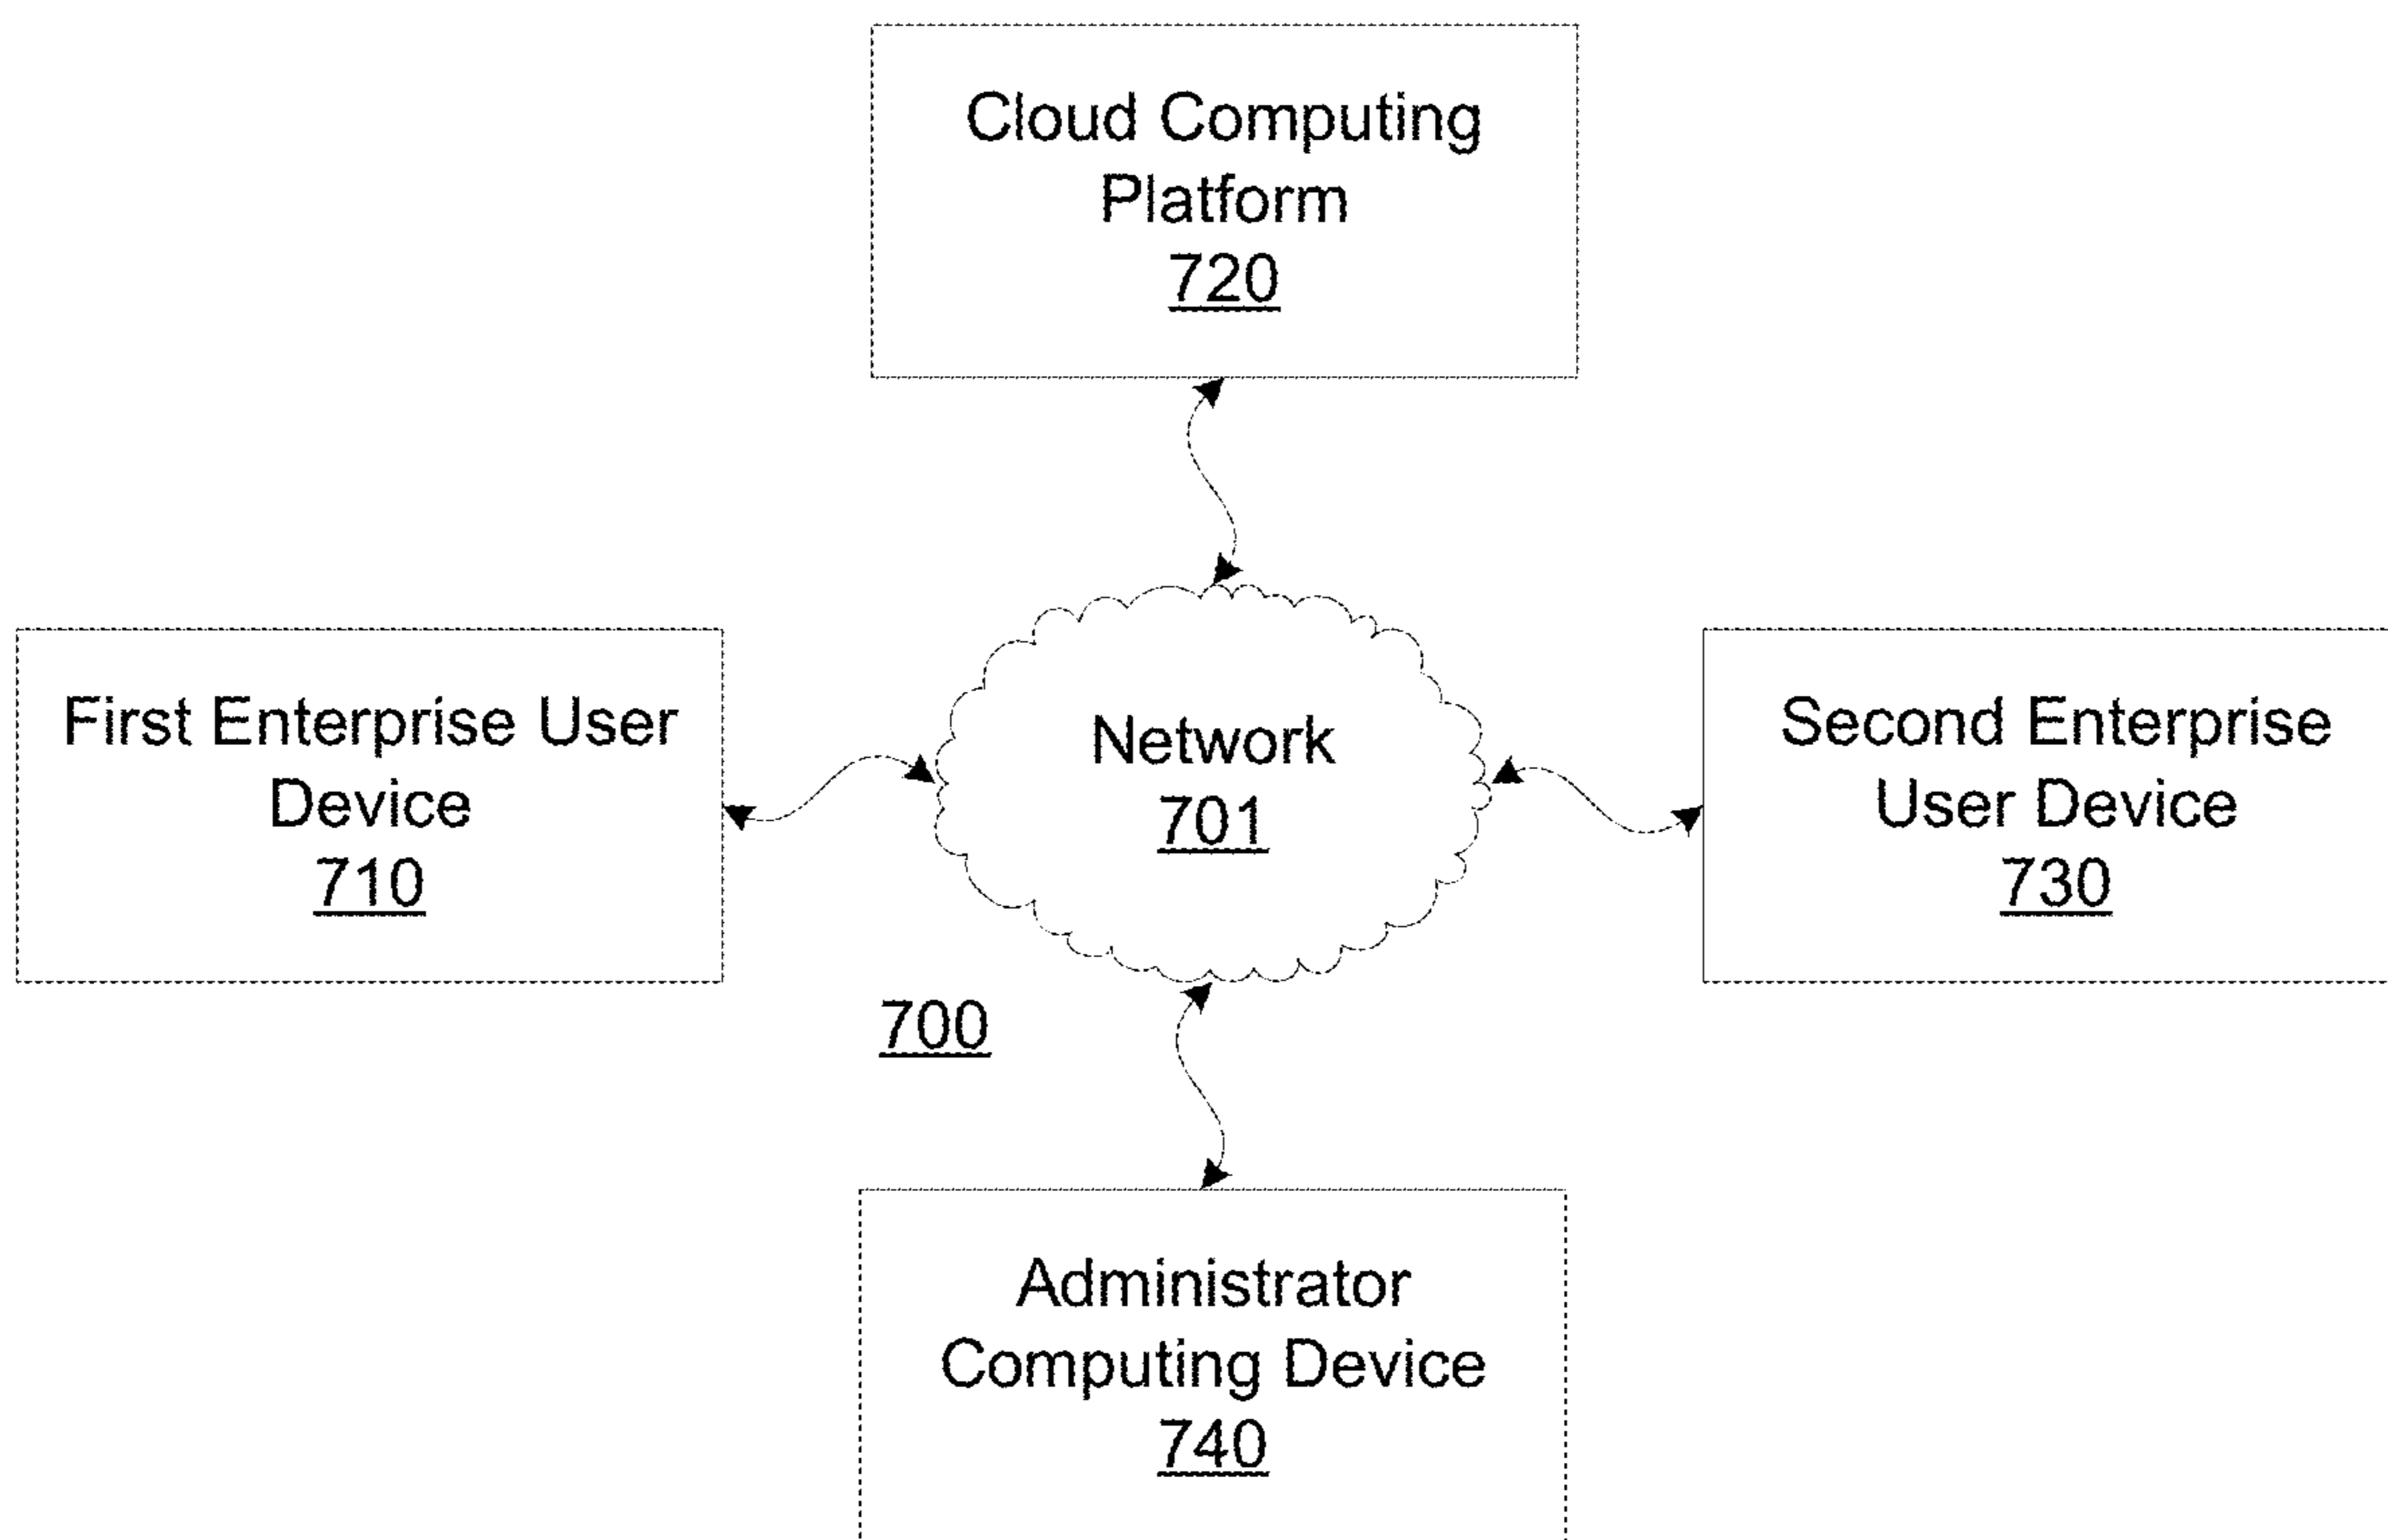 Cloud Computing
Platform
720
First Enterprise User
Device
710
Network
701
Second Enterprise
User Device
730
700
Administrator
Computing Device
740